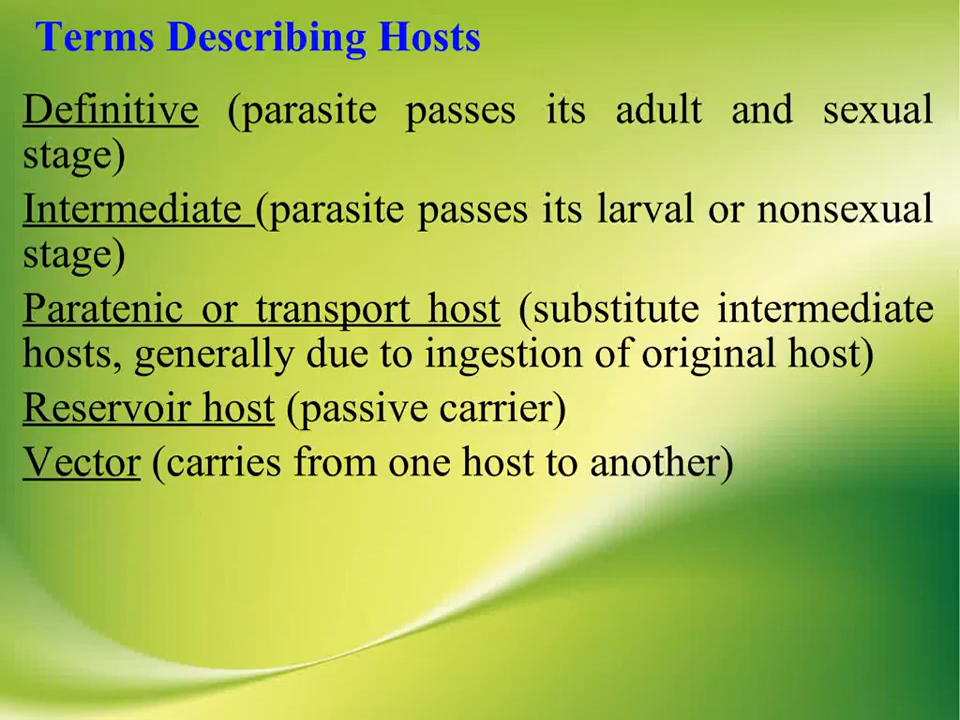 Terms Describing Hosts
Definitive (parasite passes its adult and sexual
stage)
Intermediate (parasite passes its larval or nonsexual
stage)
Paratenic or transport host (substitute intermediate
hosts, generally due to ingestion of original host)
Reservoir host (passive carrier)
Vector (carries from one host to another)